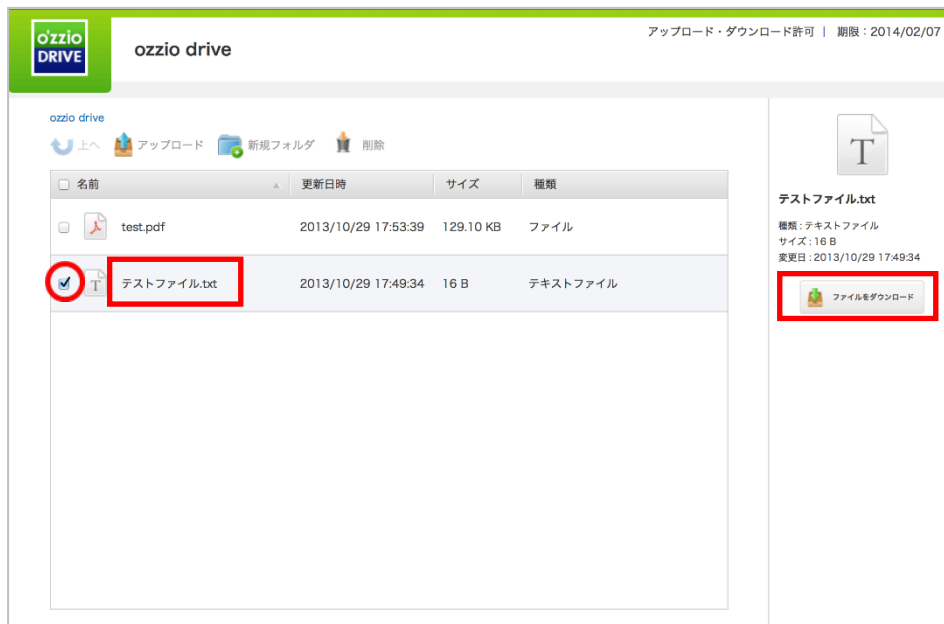 o'zzio
DRIVE
ozzio drive
アップロード・ダウンロード許可 | 期限：2014/02/07
ozzio drive
上へ アップロード 新規フォルダ 削除
名前 更新日時 サイズ 種類
test.pdf 2013/10/29 17:53:39 129.10 KB ファイル
T テストファイル.txt 2013/10/29 17:49:34 16 B テキストファイル
T
テストファイル.txt
種類 : テキストファイル
サイズ : 16 B
変更日 : 2013/10/29 17:49:34
ファイルをダウンロード